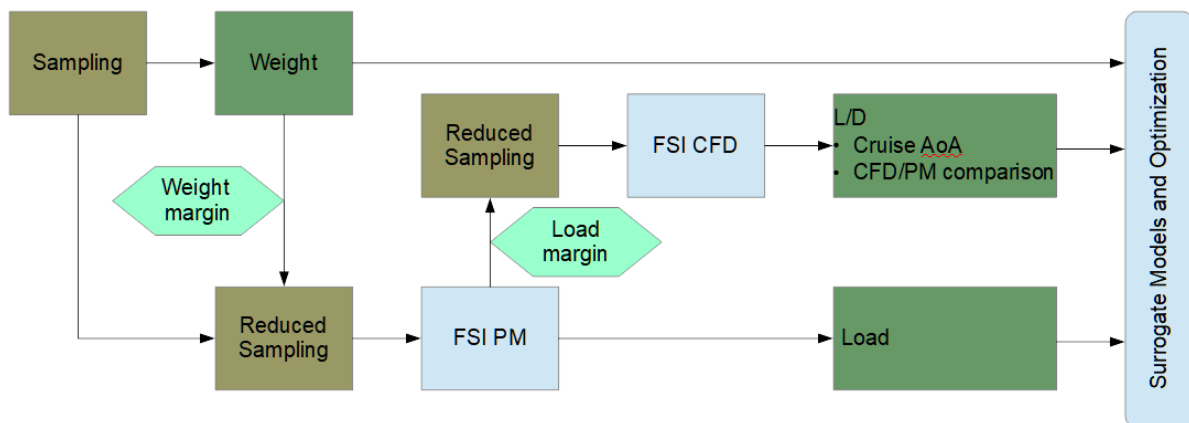 Sampling
Weight
Weight
margin
Reduced
Sampling
FSI PM
Reduced
Sampling
Load
margin
FSI CFD
L/D
• Cruise AoA
• CFD/PM comparison
Load
Surrogate Models and Optimization